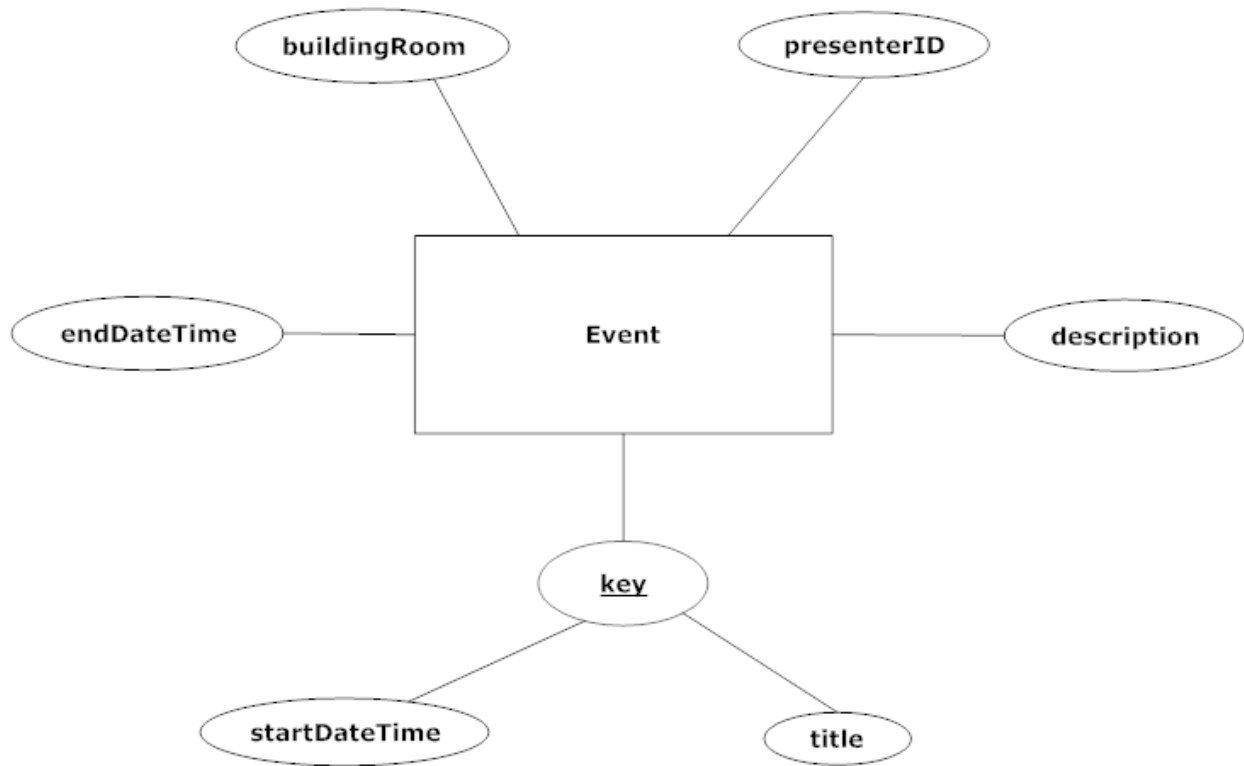 buildingRoom
presenterID
endDateTime
Event
description
key
startDateTime
title